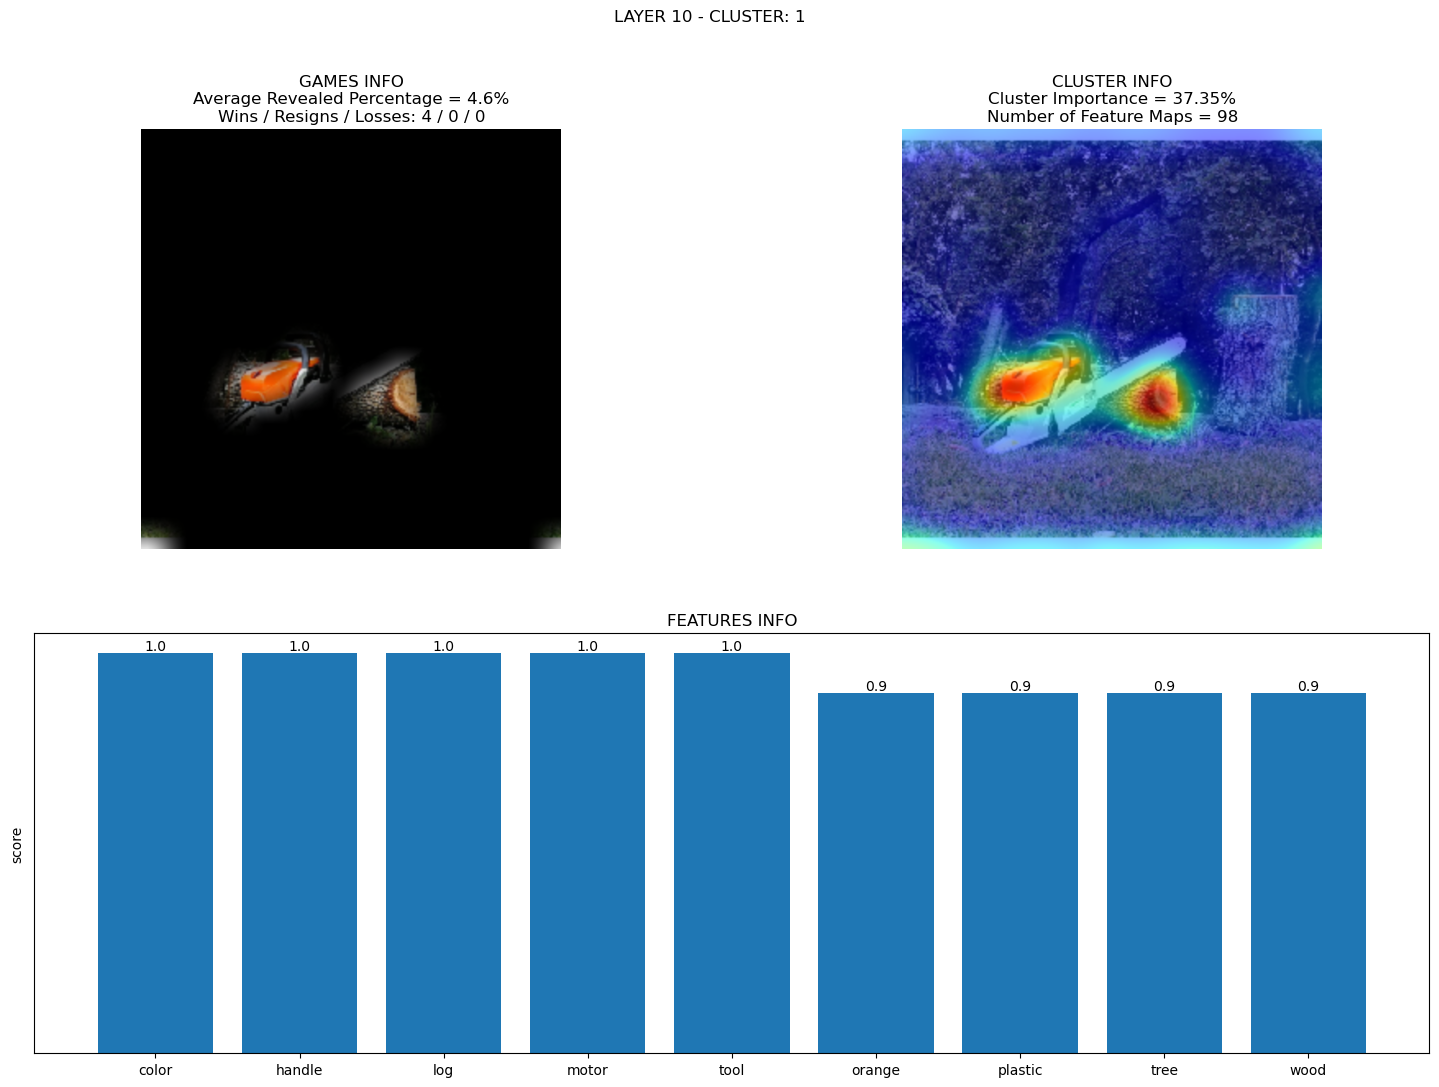 LAYER 10 - CLUSTER: 1
GAMES INFO
Average Revealed Percentage = 4.6%
Wins / Resigns / Losses: 4 / 0 / 0
CLUSTER INFO
Cluster Importance = 37.35%
Number of Feature Maps = 98
FEATURES INFO
score
1.0 1.0 1.0 1.0 1.0 0.9 0.9 0.9 0.9
color handle log motor tool orange plastic tree wood